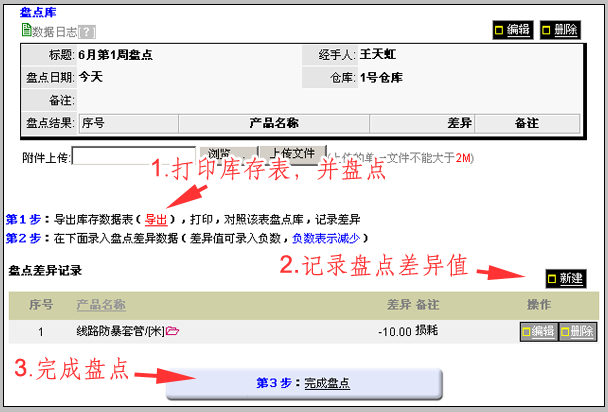 盘点库
数据日志[?]
编辑 删除
标题: 6月第1周盘点 经手人: 王天虹
盘点日期: 今天 仓库: 1号仓库
备注:
盘点结果: 序号 产品名称 差异 备注
附件上传: 浏览... 上传文件 (上传的单一文件不能大于2M)
1.打印库存表，并盘点
第1步：导出库存数据表（导出），打印，对照该表盘点库，记录差异
第2步：在下面录入盘点差异数据（差异值可录入负数，负数表示减少）
2.记录盘点差异值
盘点差异记录 新建
序号 产品名称 差异 备注 操作
1 线路防暴套管/[米] -10.00 损耗 编辑 删除
3.完成盘点
第3步：完成盘点